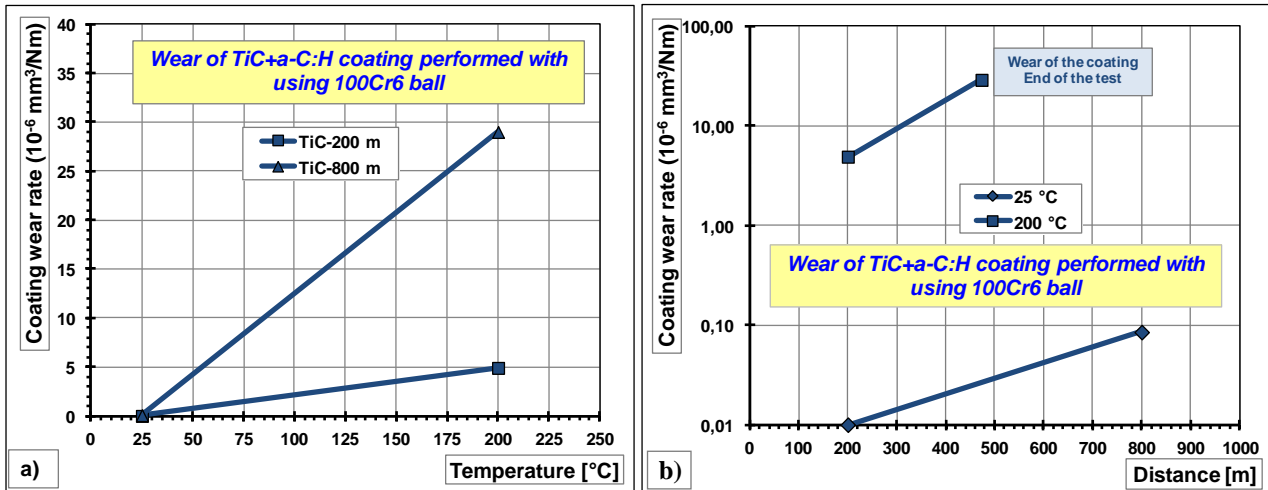 Coating wear rate (10⁻⁶ mm³/Nm)
40
35
30
25
20
15
10
5
0
Wear of TiC+a-C:H coating performed with
using 100Cr6 ball
TiC-200 m
TiC-800 m
0 25 50 75 100 125 150 175 200 225 250
a)
Temperature [°C]
b)
Coating wear rate (10⁻⁶ mm³/Nm)
100,00
10,00
1,00
0,10
0,01
Wear of the coating
End of the test
25 °C
200 °C
Wear of TiC+a-C:H coating performed with
using 100Cr6 ball
0 100 200 300 400 500 600 700 800 900 1000
b)
Distance [m]